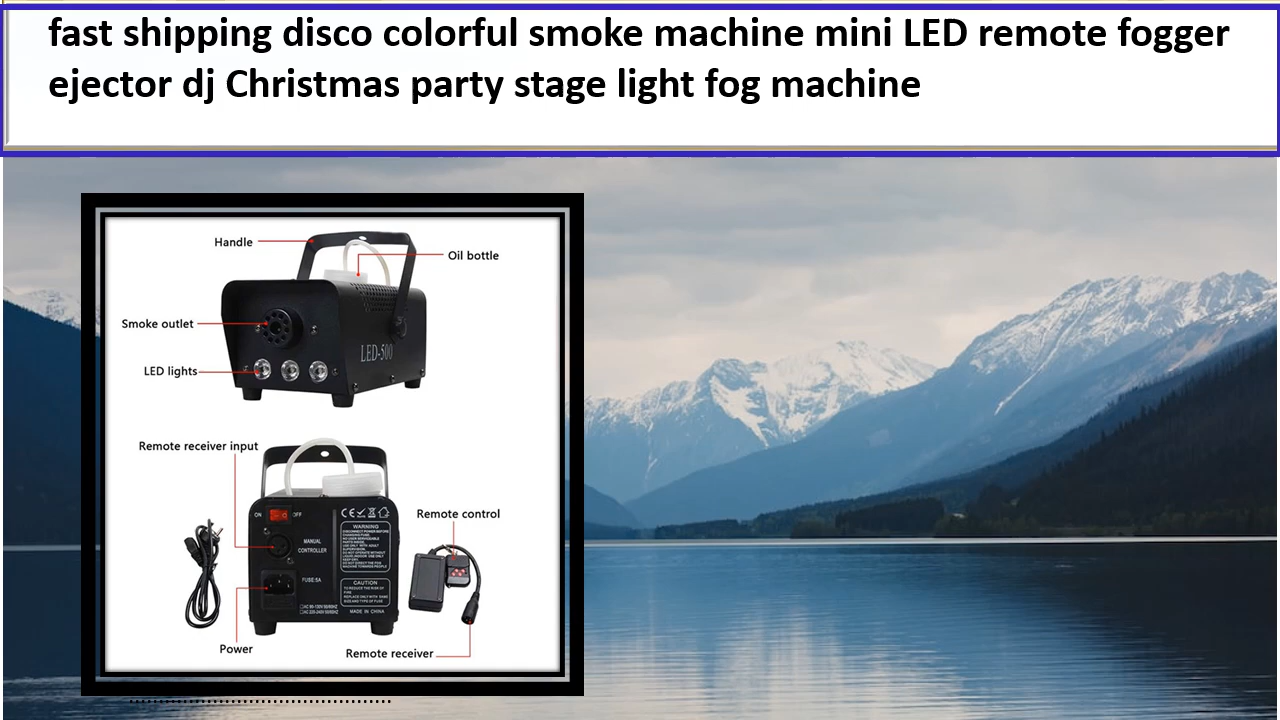 fast shipping disco colorful smoke machine mini LED remote fogger
ejector dj Christmas party stage light fog machine
Handle
Oil bottle
Smoke outlet
LED lights
LED-500
Remote receiver input
ON
OFF
MANUAL
CONTROLLER
FUSE:5A
WARNING
CAUTION
MADE IN CHINA
Remote control
Power
Remote receiver